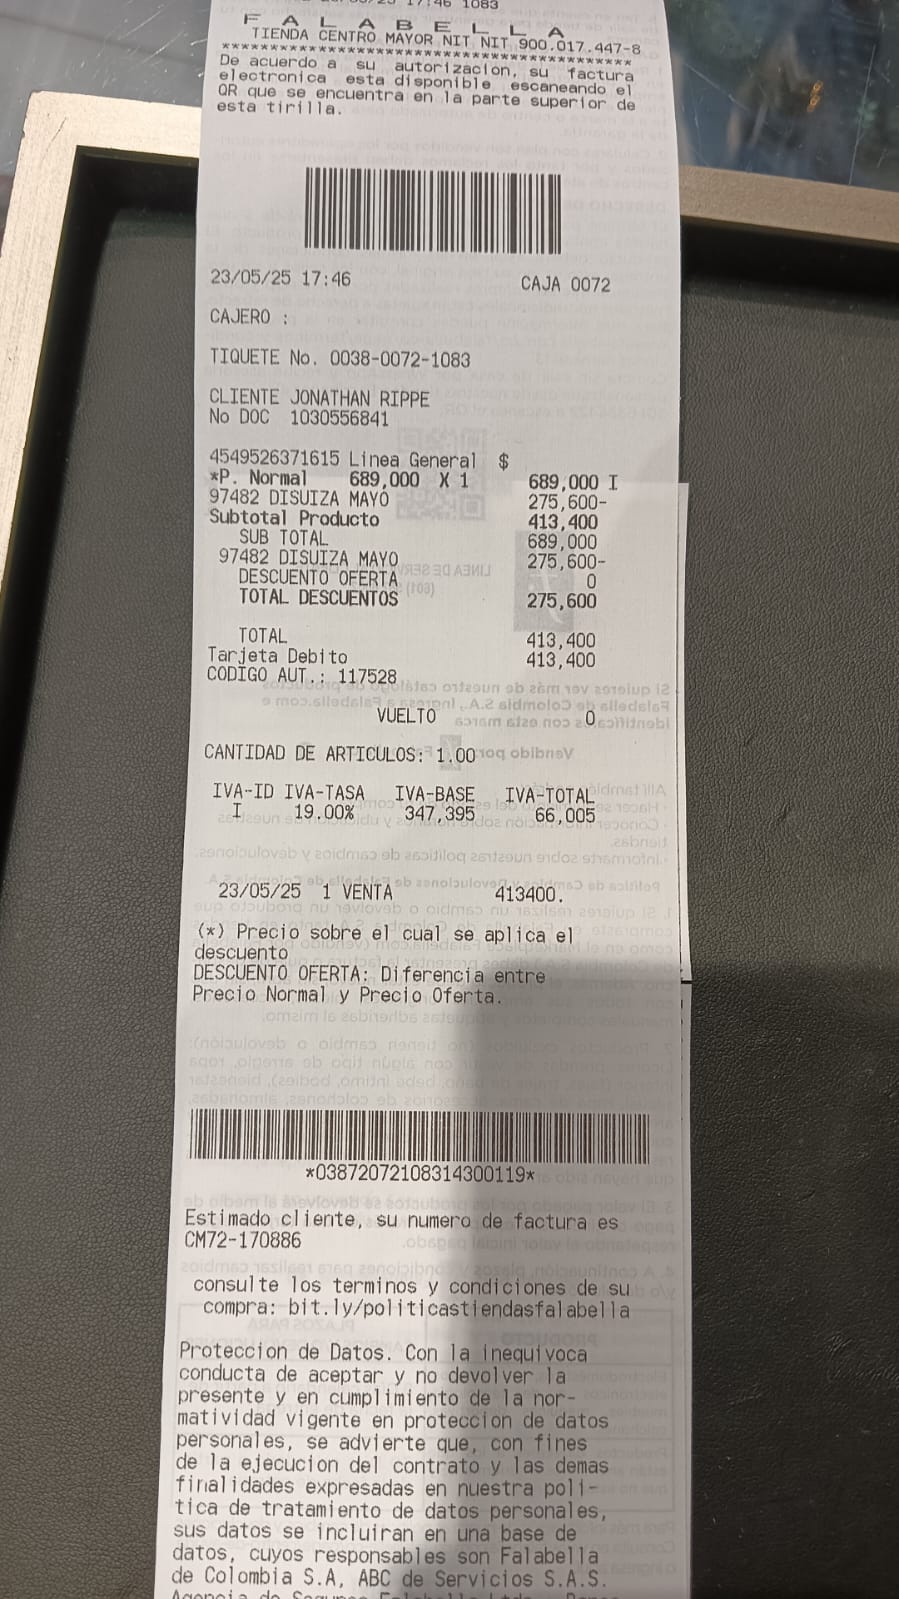 17:46 1083
F A L A B E L L A
TIENDA CENTRO MAYOR NIT NIT 900.017.447-8
******************************************
De acuerdo a su autorizacion, su factura
electronica esta disponible escaneando el
QR que se encuentra en la parte superior de
esta tirilla.
23/05/25 17:46 CAJA 0072
CAJERO :
TIQUETE No. 0038-0072-1083
CLIENTE JONATHAN RIPPE
No DOC 1030556841
4549526371615 Linea General $
*P. Normal 689,000 X 1 689,000 I
97482 DISUIZA MAYO 275,600-
Subtotal Producto 413,400
SUB TOTAL 689,000
97482 DISUIZA MAYO 275,600-
DESCUENTO OFERTA 0
TOTAL DESCUENTOS 275,600
TOTAL 413,400
Tarjeta Debito 413,400
CODIGO AUT.: 117528
VUELTO 0
CANTIDAD DE ARTICULOS: 1.00
IVA-ID IVA-TASA IVA-BASE IVA-TOTAL
I 19.00% 347,395 66,005
23/05/25 1 VENTA 413400.
(*) Precio sobre el cual se aplica el
descuento
DESCUENTO OFERTA: Diferencia entre
Precio Normal y Precio Oferta.
*03872072108314300119*
Estimado cliente, su numero de factura es
CM72-170886
consulte los terminos y condiciones de su
compra: bit.ly/politicastiendasfalabella
Proteccion de Datos. Con la inequivoca
conducta de aceptar y no devolver la
presente y en cumplimiento de la nor-
matividad vigente en proteccion de datos
personales, se advierte que, con fines
de la ejecucion del contrato y las demas
finalidades expresadas en nuestra poli-
tica de tratamiento de datos personales,
sus datos se incluiran en una base de
datos, cuyos responsables son Falabella
de Colombia S.A, ABC de Servicios S.A.S.